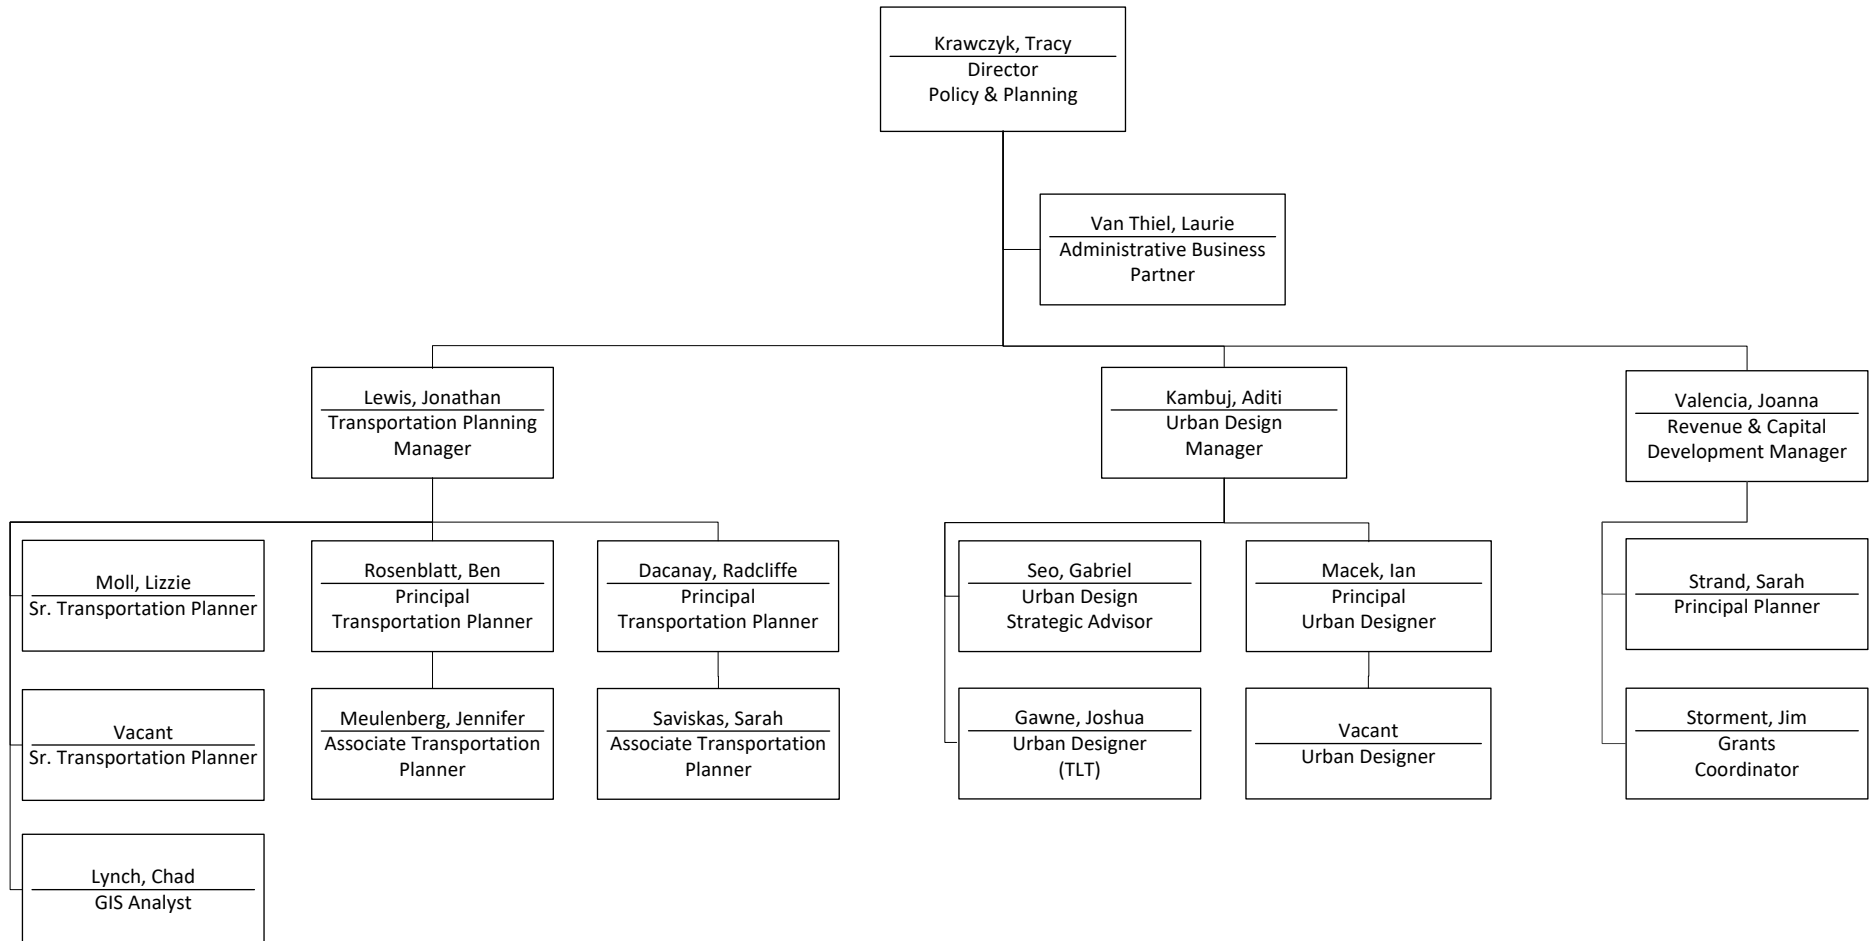 Krawczyk, Tracy
Director
Policy & Planning
Van Thiel, Laurie
Administrative Business
Partner
Lewis, Jonathan
Transportation Planning
Manager
Kambuj, Aditi
Urban Design
Manager
Valencia, Joanna
Revenue & Capital
Development Manager
Moll, Lizzie
Sr. Transportation Planner
Rosenblatt, Ben
Principal
Transportation Planner
Dacanay, Radcliffe
Principal
Transportation Planner
Seo, Gabriel
Urban Design
Strategic Advisor
Macek, Ian
Principal
Urban Designer
Strand, Sarah
Principal Planner
Vacant
Sr. Transportation Planner
Meulenberg, Jennifer
Associate Transportation
Planner
Saviskas, Sarah
Associate Transportation
Planner
Gawne, Joshua
Urban Designer
(TLT)
Vacant
Urban Designer
Storment, Jim
Grants
Coordinator
Lynch, Chad
GIS Analyst